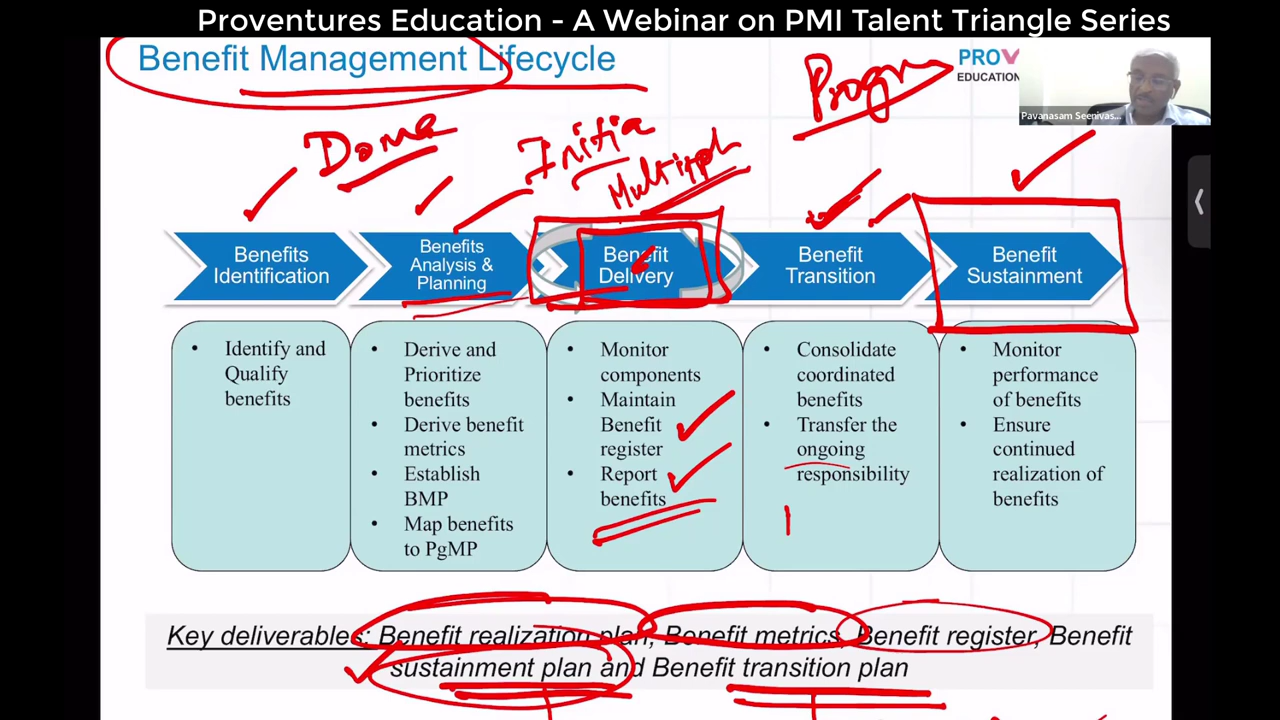 Proventures Education - A Webinar on PMI Talent Triangle Series
Benefit Management Lifecycle
PROV
EDUCATION
Pavanasam Seenivas...
Progr
Doma
Initia
Multiph
Benefits
Identification
Benefits
Analysis &
Planning
Benefit
Delivery
Benefit
Transition
Benefit
Sustainment
• Identify and
Qualify
benefits
• Derive and
Prioritize
benefits
• Derive benefit
metrics
• Establish
BMP
• Map benefits
to PgMP
• Monitor
components
• Maintain
Benefit
register
• Report
benefits
• Consolidate
coordinated
benefits
• Transfer the
ongoing
responsibility
• Monitor
performance
of benefits
• Ensure
continued
realization of
benefits
Key deliverables: Benefit realization plan, Benefit metrics, Benefit register, Benefit
sustainment plan and Benefit transition plan